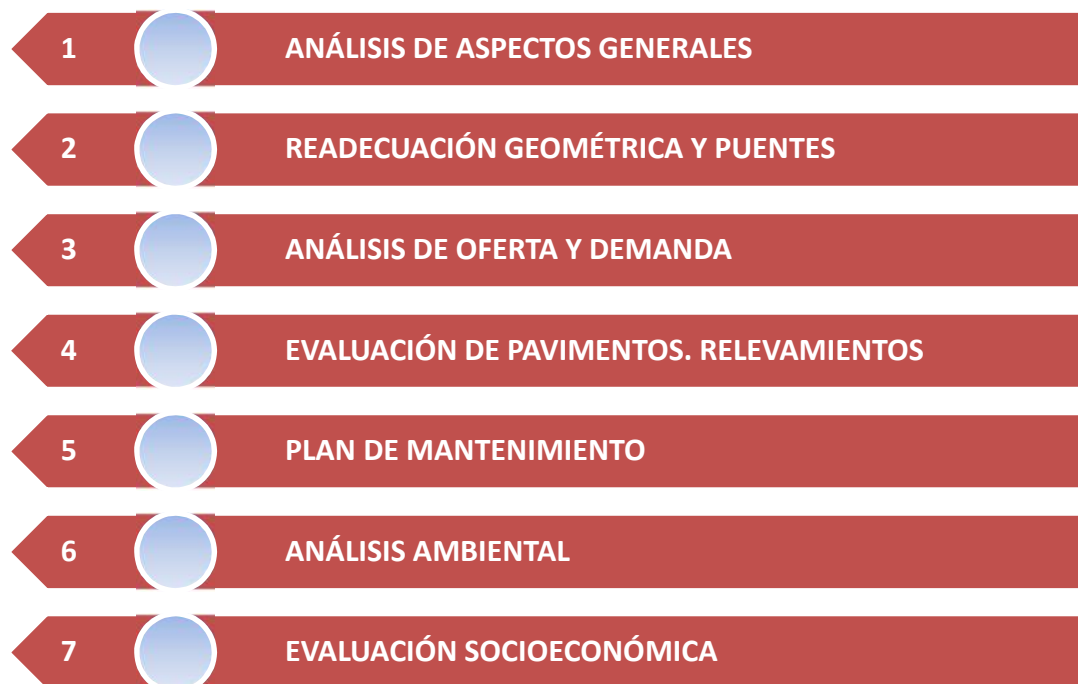 1 ANÁLISIS DE ASPECTOS GENERALES
2 READECUACIÓN GEOMÉTRICA Y PUENTES
3 ANÁLISIS DE OFERTA Y DEMANDA
4 EVALUACIÓN DE PAVIMENTOS. RELEVAMIENTOS
5 PLAN DE MANTENIMIENTO
6 ANÁLISIS AMBIENTAL
7 EVALUACIÓN SOCIOECONÓMICA